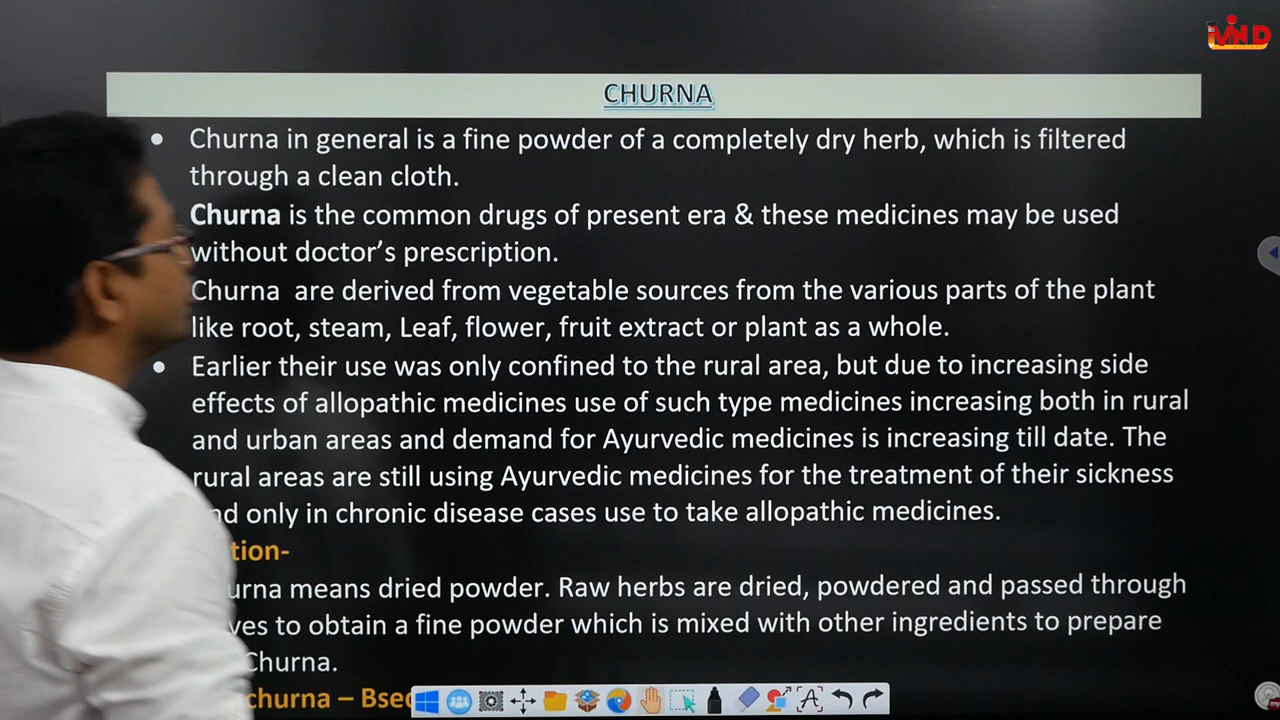 CHURNA
Churna in general is a fine powder of a completely dry herb, which is filtered
through a clean cloth.
Churna is the common drugs of present era & these medicines may be used
without doctor’s prescription.
Churna are derived from vegetable sources from the various parts of the plant
like root, steam, Leaf, flower, fruit extract or plant as a whole.
Earlier their use was only confined to the rural area, but due to increasing side
effects of allopathic medicines use of such type medicines increasing both in rural
and urban areas and demand for Ayurvedic medicines is increasing till date. The
rural areas are still using Ayurvedic medicines for the treatment of their sickness
nd only in chronic disease cases use to take allopathic medicines.
tion-
urna means dried powder. Raw herbs are dried, powdered and passed through
ves to obtain a fine powder which is mixed with other ingredients to prepare
Churna.
churna – Bsec